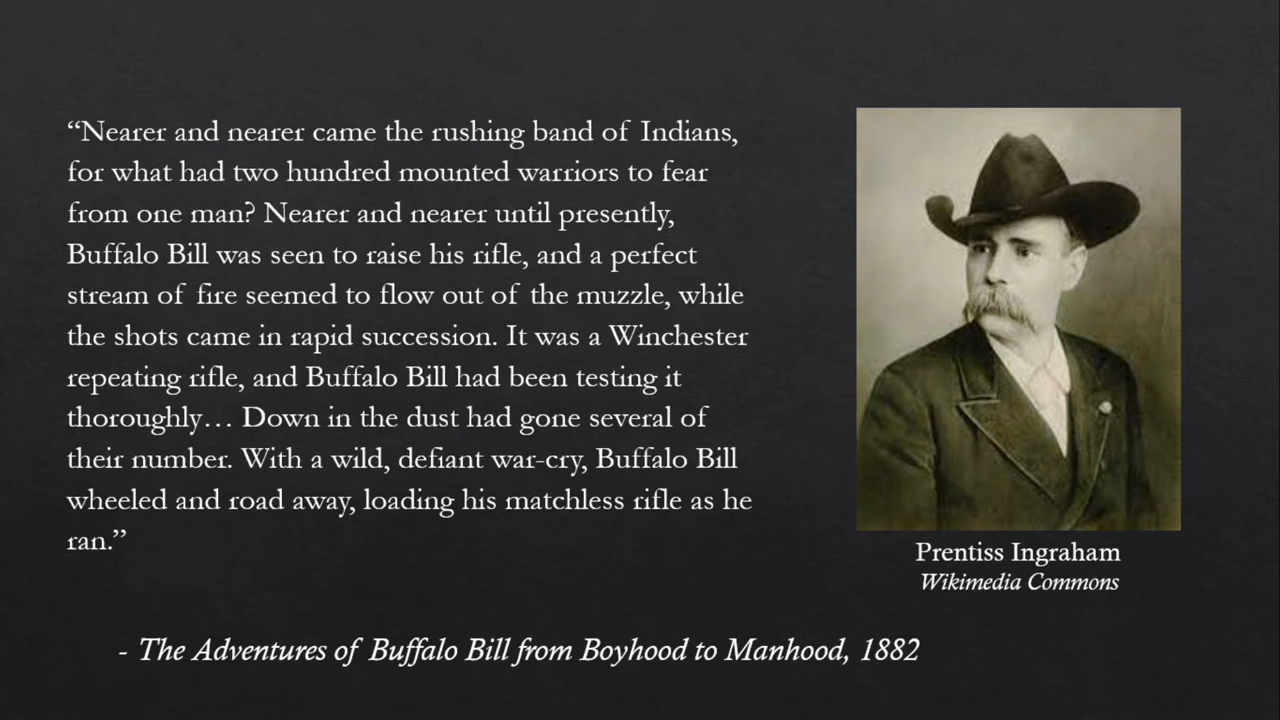 “Nearer and nearer came the rushing band of Indians,
for what had two hundred mounted warriors to fear
from one man? Nearer and nearer until presently,
Buffalo Bill was seen to raise his rifle, and a perfect
stream of fire seemed to flow out of the muzzle, while
the shots came in rapid succession. It was a Winchester
repeating rifle, and Buffalo Bill had been testing it
thoroughly… Down in the dust had gone several of
their number. With a wild, defiant war-cry, Buffalo Bill
wheeled and road away, loading his matchless rifle as he
ran.”
Prentiss Ingraham
Wikimedia Commons
- The Adventures of Buffalo Bill from Boyhood to Manhood, 1882